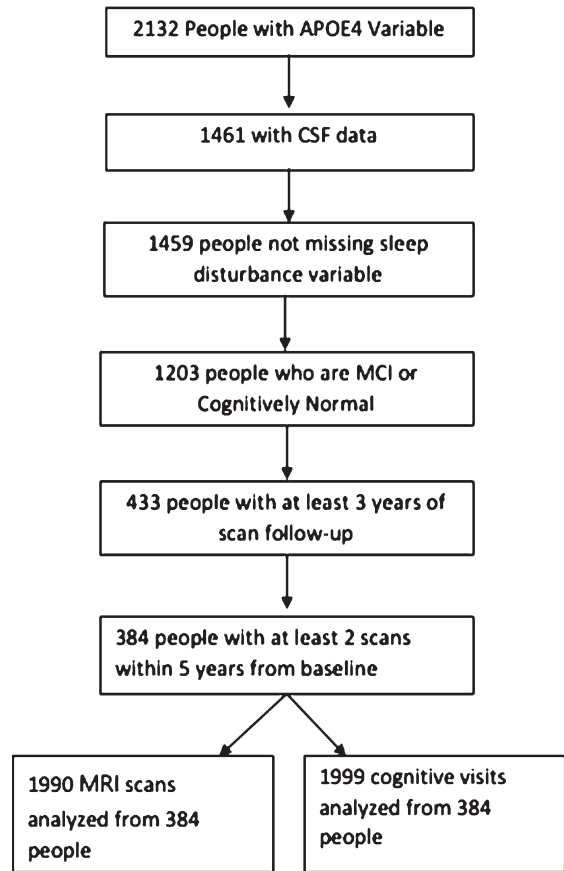 2132 People with APOE4 Variable
1461 with CSF data
1459 people not missing sleep
disturbance variable
1203 people who are MCI or
Cognitively Normal
433 people with at least 3 years of
scan follow-up
384 people with at least 2 scans
within 5 years from baseline
1990 MRI scans
analyzed from 384
people
1999 cognitive visits
analyzed from 384
people